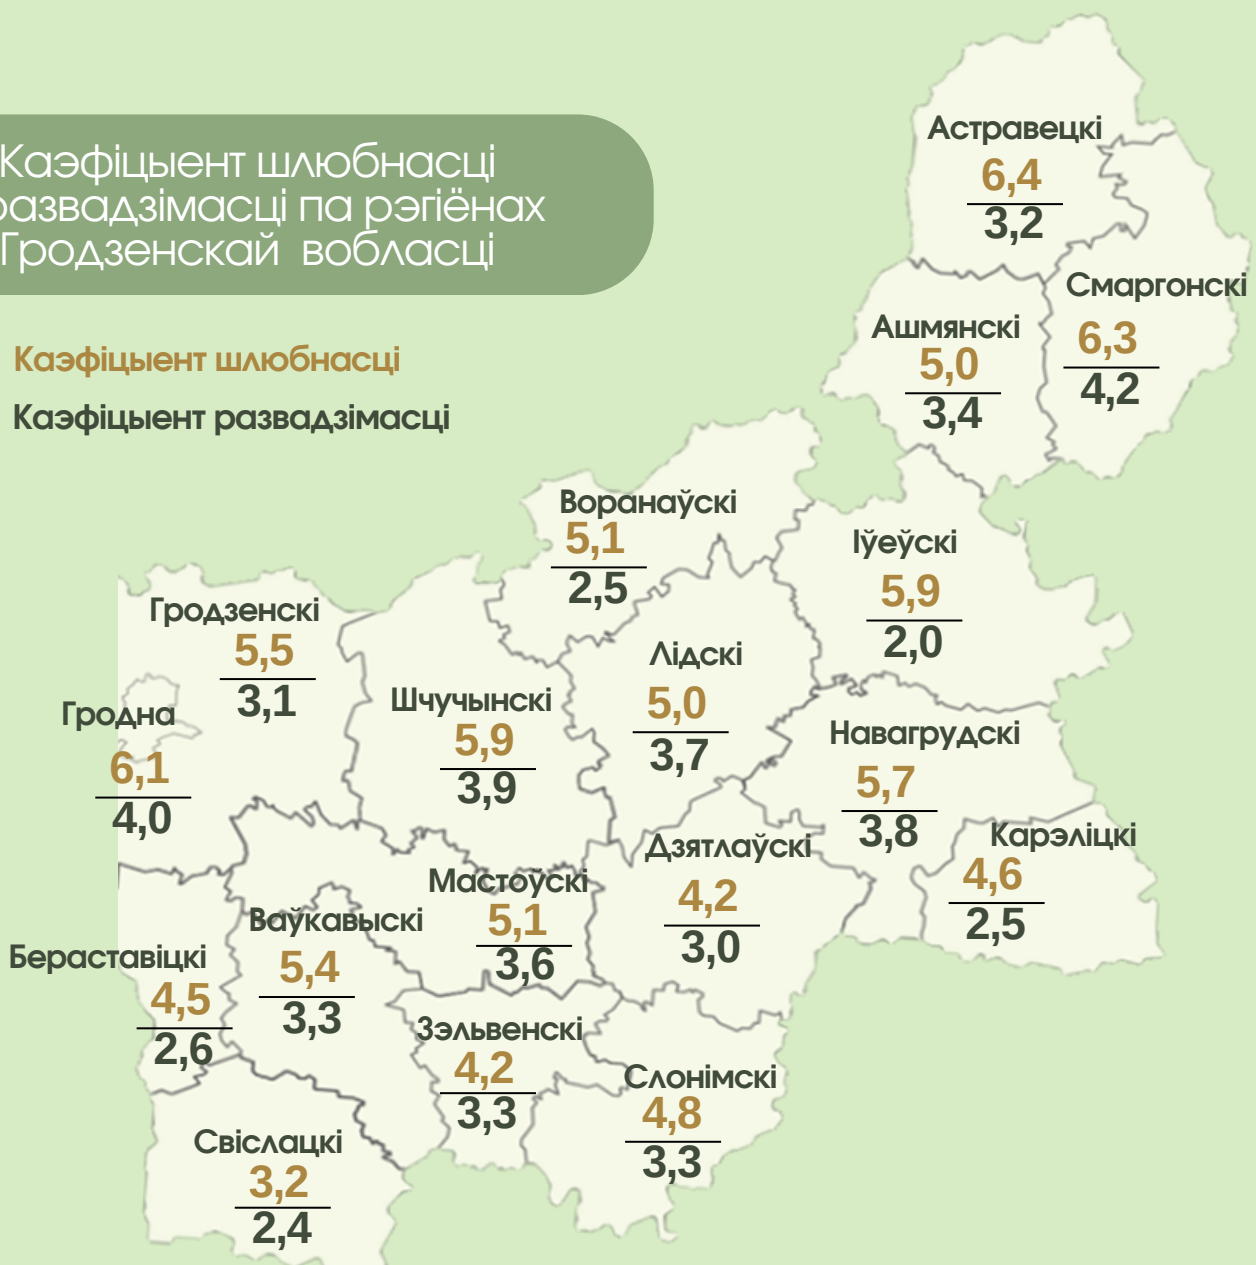 Каэфіцыент шлюбнасці
развадзімасці па рэгіёнах
Гродзенскай вобласці
Каэфіцыент шлюбнасці
Каэфіцыент развадзімасці
Астравецкі
6,4
3,2
Смаргонскі
6,3
4,2
Ашмянскі
5,0
3,4
Воранаўскі
5,1
2,5
Іўеўскі
5,9
2,0
Гродзенскі
5,5
3,1
Лідскі
5,0
3,7
Шчучынскі
5,9
3,9
Гродна
6,1
4,0
Навагрудскі
5,7
3,8
Карэліцкі
4,6
2,5
Дзятлаўскі
4,2
3,0
Мастоўскі
5,1
3,6
Ваўкавыскі
5,4
3,3
Бераставіцкі
4,5
2,6
Зэльвенскі
4,2
3,3
Слонімскі
4,8
3,3
Свіслацкі
3,2
2,4